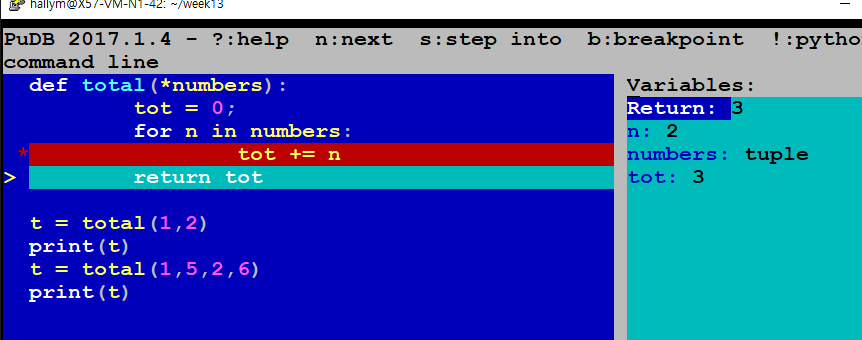 hallym@X57-VM-N1-42: ~/week13
PuDB 2017.1.4 - ?:help  n:next  s:step into  b:breakpoint  !:pytho
command line
def total(*numbers):
        tot = 0;
        for n in numbers:
*               tot += n
>       return tot
t = total(1,2)
print(t)
t = total(1,5,2,6)
print(t)
Variables:
Return: 3
n: 2
numbers: tuple
tot: 3